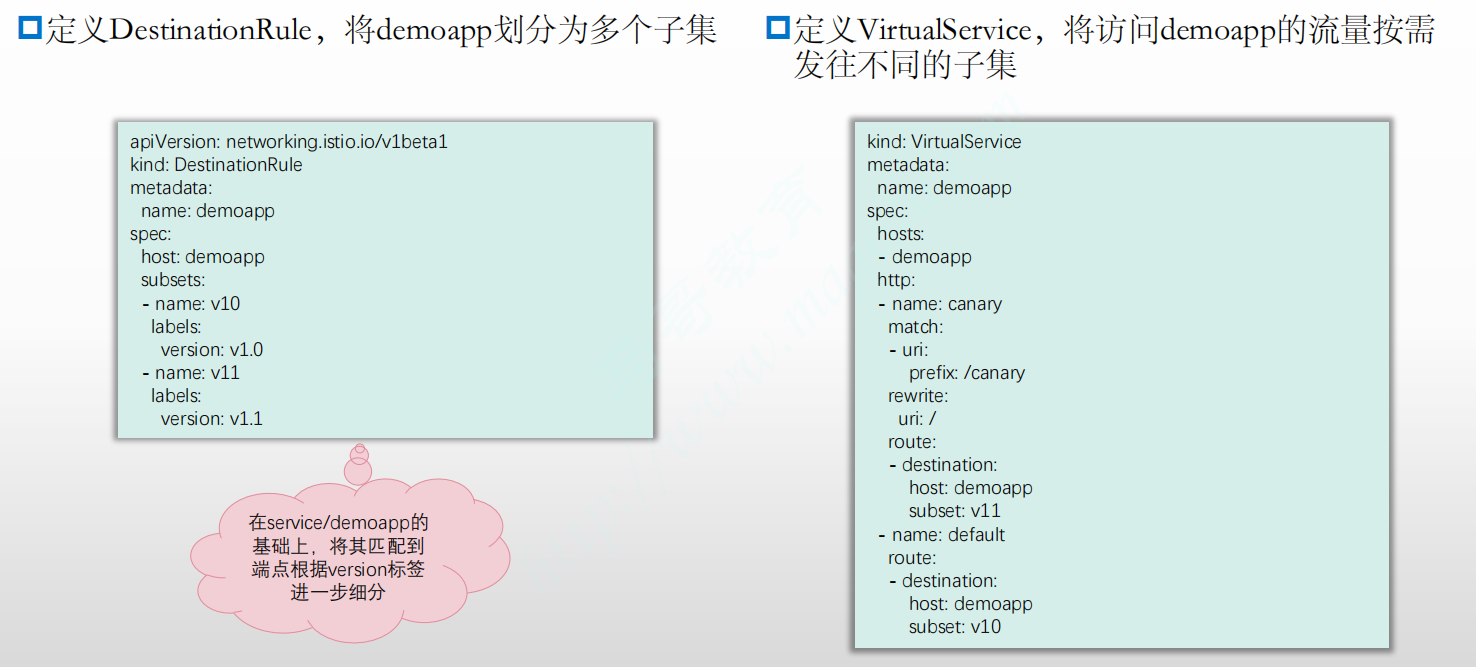 定义DestinationRule，将demoapp划分为多个子集
apiVersion: networking.istio.io/v1beta1
kind: DestinationRule
metadata:
  name: demoapp
spec:
  host: demoapp
  subsets:
  - name: v10
    labels:
      version: v1.0
  - name: v11
    labels:
      version: v1.1
在service/demoapp的
基础上，将其匹配到
端点根据version标签
进一步细分
定义VirtualService，将访问demoapp的流量按需
发往不同的子集
kind: VirtualService
metadata:
  name: demoapp
spec:
  hosts:
  - demoapp
  http:
  - name: canary
    match:
    - uri:
        prefix: /canary
    rewrite:
      uri: /
    route:
    - destination:
        host: demoapp
        subset: v11
  - name: default
    route:
    - destination:
        host: demoapp
        subset: v10